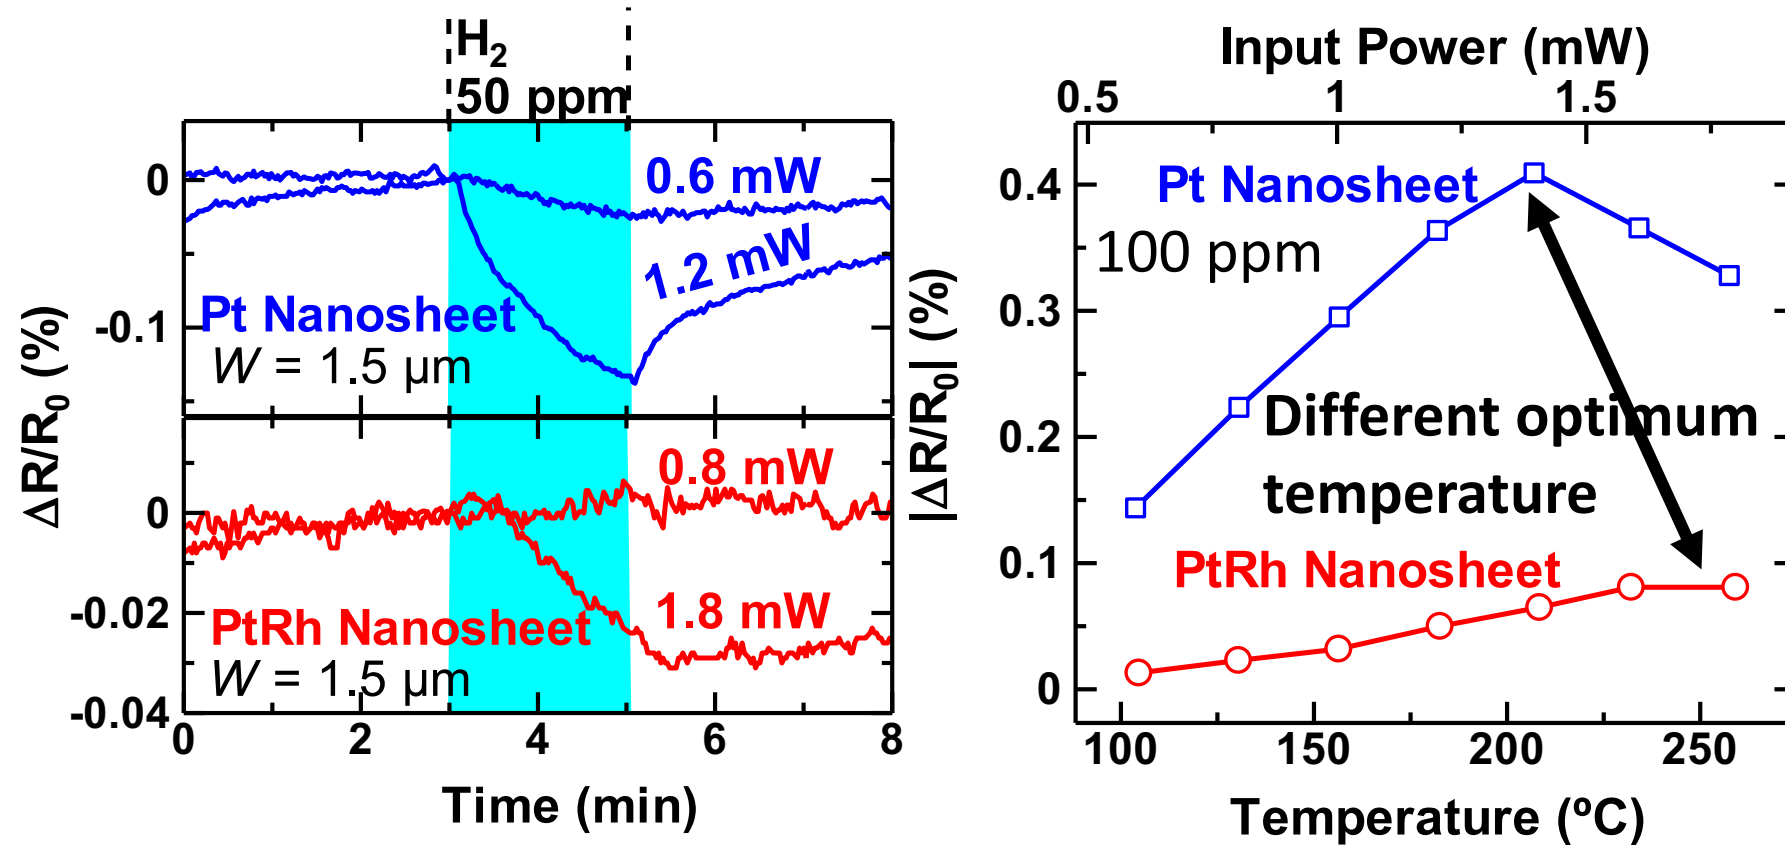 H₂
50 ppm
0.6 mW
1.2 mW
Pt Nanosheet
W = 1.5 µm
0
-0.1
ΔR/R₀ (%)
0.8 mW
1.8 mW
PtRh Nanosheet
W = 1.5 µm
0
-0.02
-0.04
0 2 4 6 8
Time (min)
Input Power (mW)
0.5 1 1.5
Pt Nanosheet
100 ppm
Different optimum
temperature
PtRh Nanosheet
|ΔR/R₀| (%)
0.4
0.3
0.2
0.1
0
100 150 200 250
Temperature (ºC)